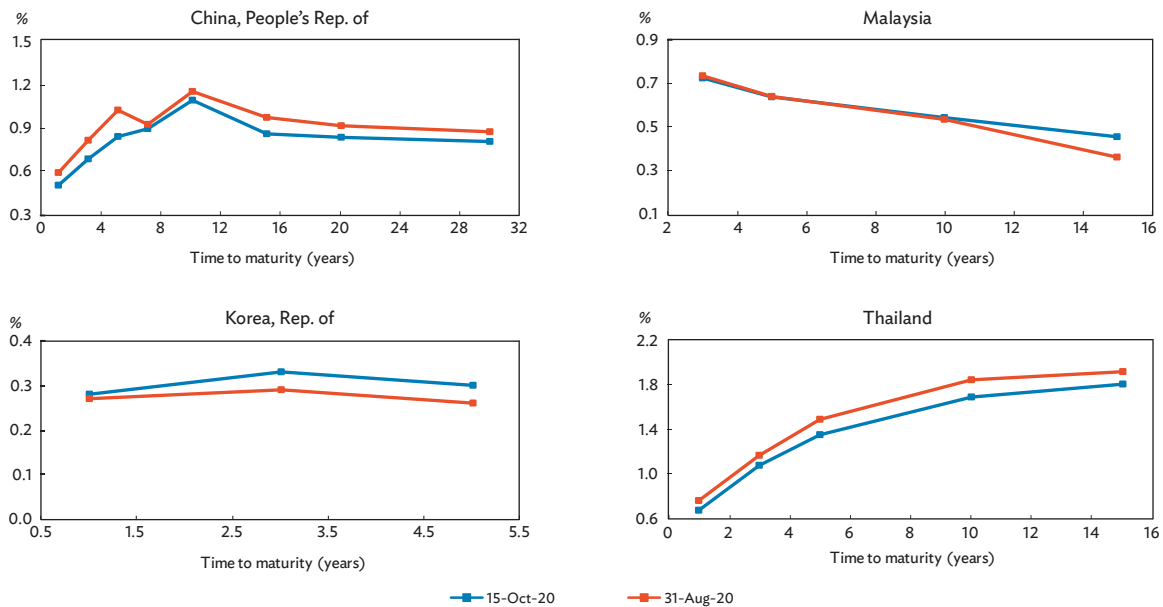 China, People's Rep. of
%
1.5
1.2
0.9
0.6
0.3
0 4 8 12 16 20 24 28 32
Time to maturity (years)
Malaysia
%
0.9
0.7
0.5
0.3
0.1
2 4 6 8 10 12 14 16
Time to maturity (years)
Korea, Rep. of
%
0.4
0.3
0.2
0.1
0.0
0.5 1.5 2.5 3.5 4.5 5.5
Time to maturity (years)
Thailand
%
2.2
1.8
1.4
1.0
0.6
0 2 4 6 8 10 12 14 16
Time to maturity (years)
15-Oct-20 31-Aug-20